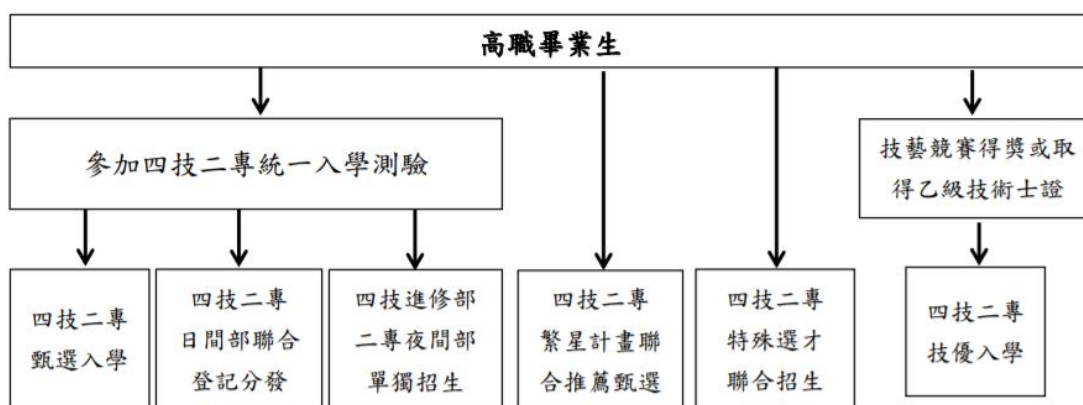 高職畢業生
參加四技二專統一入學測驗
技藝競賽得獎或取
得乙級技術士證
四技二專
甄選入學
四技二專
日間部聯合
登記分發
四技進修部
二專夜間部
單獨招生
四技二專
繁星計畫聯
合推薦甄選
四技二專
特殊選才
聯合招生
四技二專
技優入學